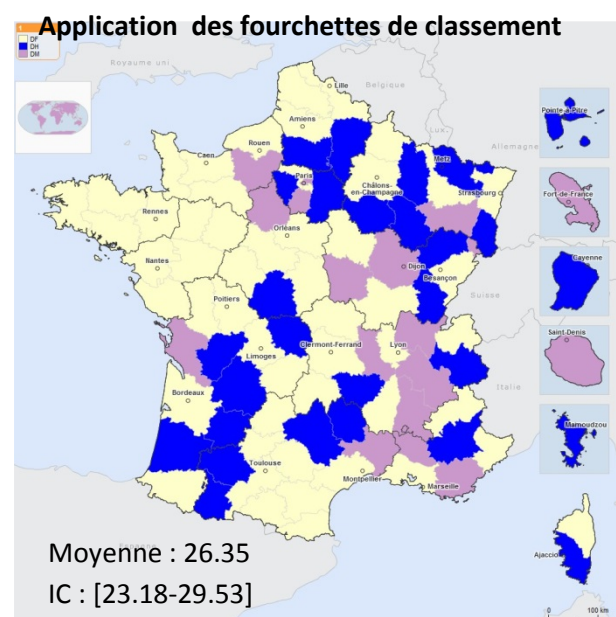 Application des fourchettes de classement
1
DF
DH
DM
Royaume uni
Belgique
Lille
Lux.
Allemagne
Amiens
Rouen
Caen
Paris
Metz
Châlons-
en-Champagne
Strasbourg
Rennes
Orléans
Nantes
Dijon
Besançon
Suisse
Poitiers
Limoges
Clermont-Ferrand
Lyon
Italie
Bordeaux
Toulouse
Montpellier
Marseille
Ajaccio
Pointe-à-Pitre
Fort-de-France
Cayenne
Saint-Denis
Mamoudzou
Moyenne : 26.35
IC : [23.18-29.53]
0 100 km